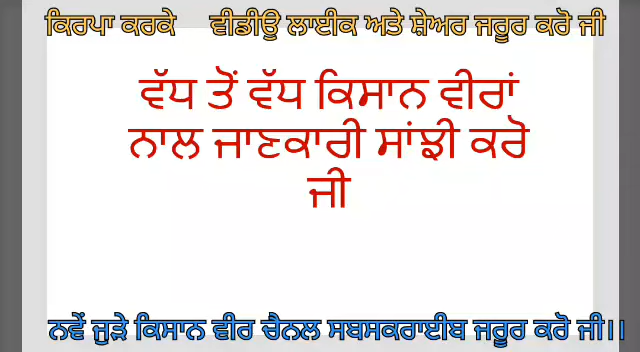 ਕਿਰਪਾ ਕਰਕੇ ਵੀਡੀਉ ਲਾਈਕ ਅਤੇ ਸ਼ੇਅਰ ਜਰੂਰ ਕਰੋ ਜੀ
ਵੱਧ ਤੋਂ ਵੱਧ ਕਿਸਾਨ ਵੀਰਾਂ
ਨਾਲ ਜਾਣਕਾਰੀ ਸਾਂਝੀ ਕਰੋ
ਜੀ
ਨਵੇਂ ਜੁੜੇ ਕਿਸਾਨ ਵੀਰ ਚੈਨਲ ਸਬਸਕਰਾਈਬ ਜਰੂਰ ਕਰੋ ਜੀ।।